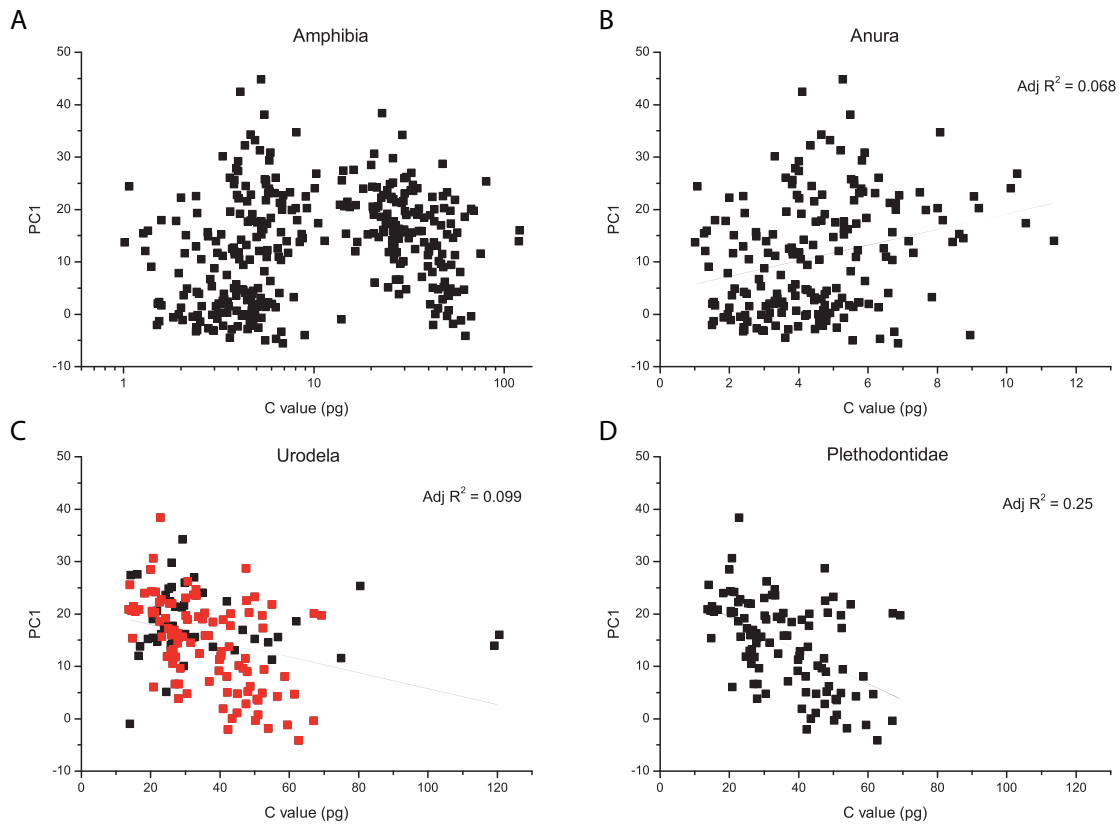 A
Amphibia
50
40
30
20
10
0
-10
PC1
1
10
100
C value (pg)
B
Anura
Adj R² = 0.068
50
40
30
20
10
0
-10
PC1
0 2 4 6 8 10 12
C value (pg)
C
Urodela
Adj R² = 0.099
50
40
30
20
10
0
-10
PC1
0 20 40 60 80 100 120
C value (pg)
D
Plethodontidae
Adj R² = 0.25
50
40
30
20
10
0
-10
PC1
0 20 40 60 80 100 120
C value (pg)